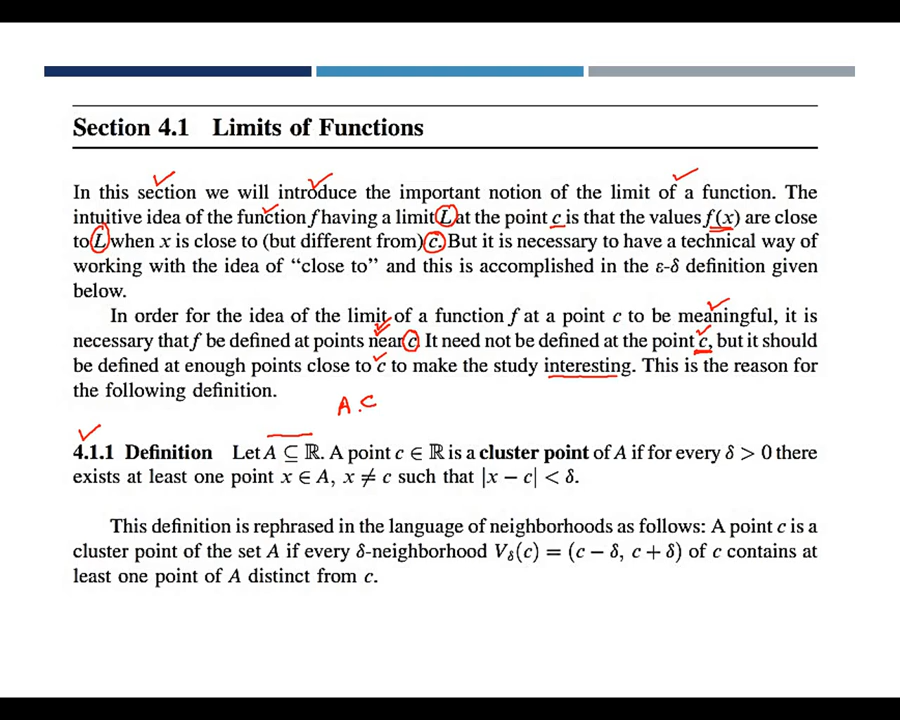 Section 4.1 Limits of Functions
In this section we will introduce the important notion of the limit of a function. The
intuitive idea of the function f having a limit L at the point c is that the values f(x) are close
to L when x is close to (but different from) c. But it is necessary to have a technical way of
working with the idea of “close to” and this is accomplished in the ε-δ definition given
below.
In order for the idea of the limit of a function f at a point c to be meaningful, it is
necessary that f be defined at points near c. It need not be defined at the point c, but it should
be defined at enough points close to c to make the study interesting. This is the reason for
the following definition.
A.C
4.1.1 Definition Let A ⊆ ℝ. A point c ∈ ℝ is a cluster point of A if for every δ > 0 there
exists at least one point x ∈ A, x ≠ c such that |x − c| < δ.
This definition is rephrased in the language of neighborhoods as follows: A point c is a
cluster point of the set A if every δ-neighborhood V_δ(c) = (c − δ, c + δ) of c contains at
least one point of A distinct from c.